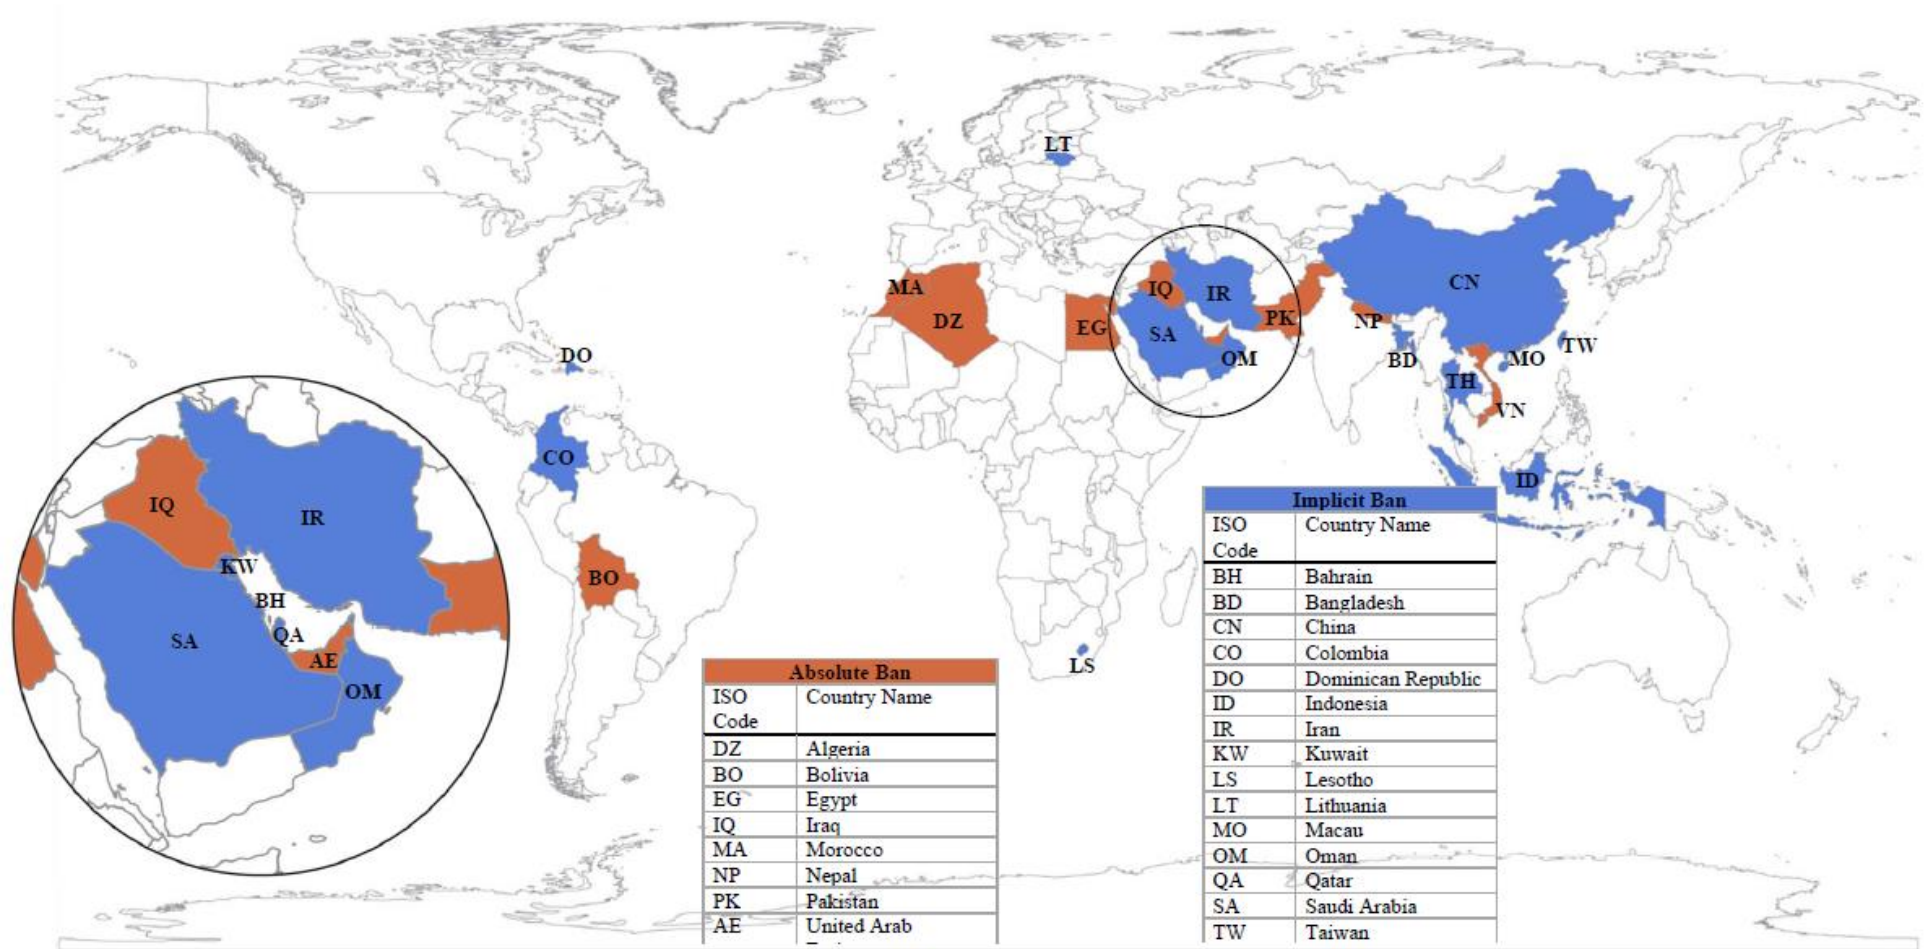 LT
MA
DZ
EG
IQ
IR
SA
OM
PK
NP
CN
BD
MO
TW
TH
VN
ID
DO
CO
BO
LS
IQ
IR
KW
BH
QA
SA
AE
OM
Absolute Ban
ISO Code Country Name
DZ Algeria
BO Bolivia
EG Egypt
IQ Iraq
MA Morocco
NP Nepal
PK Pakistan
AE United Arab
Implicit Ban
ISO Code Country Name
BH Bahrain
BD Bangladesh
CN China
CO Colombia
DO Dominican Republic
ID Indonesia
IR Iran
KW Kuwait
LS Lesotho
LT Lithuania
MO Macau
OM Oman
QA Qatar
SA Saudi Arabia
TW Taiwan